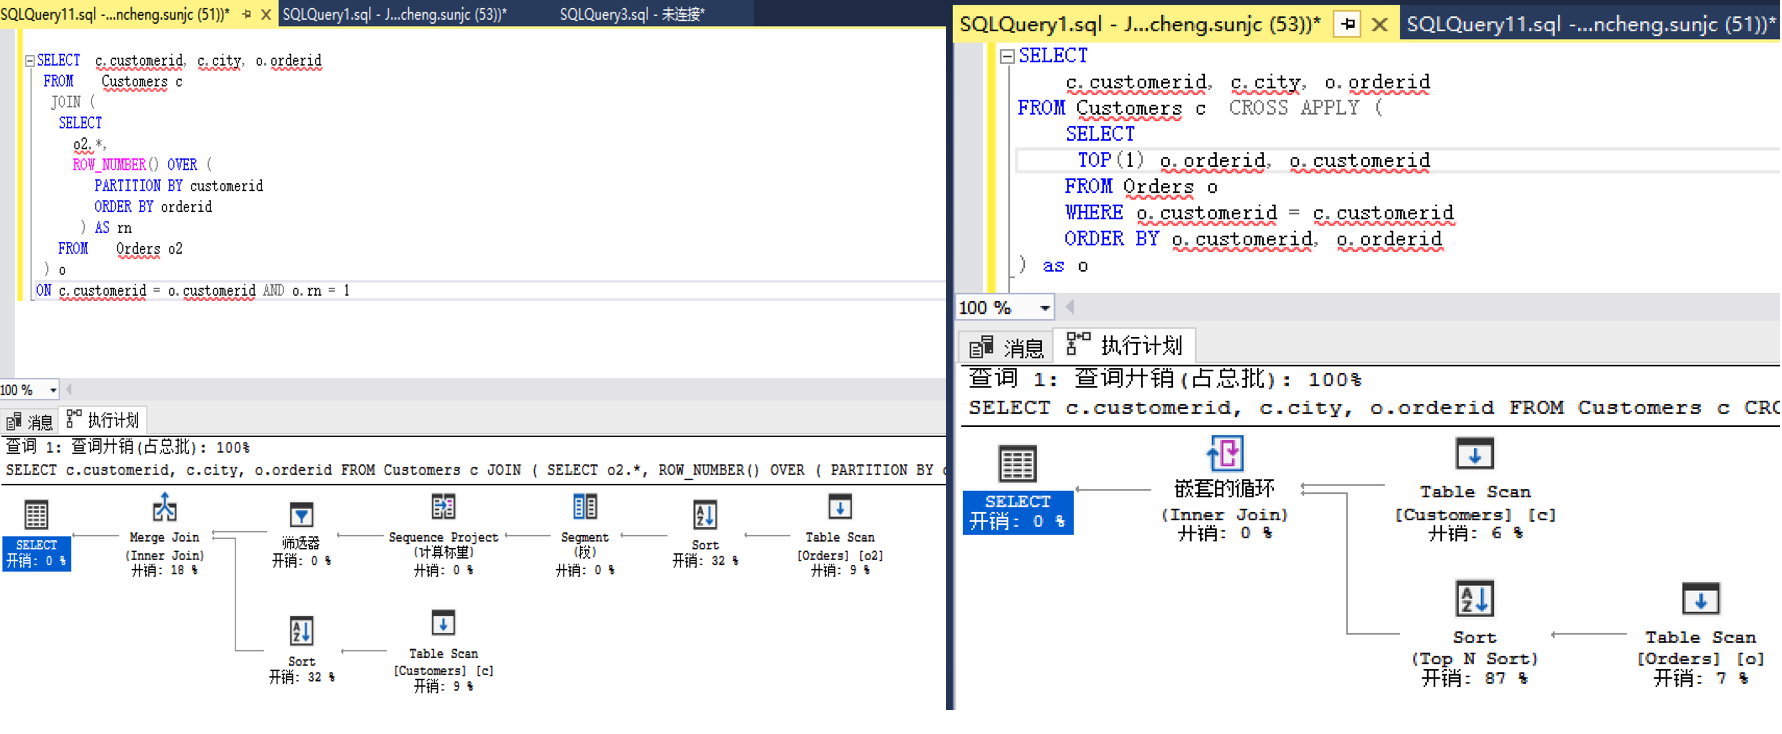 SQLQuery11.sql -...ncheng.sunjc (51))*
SQLQuery1.sql - J...cheng.sunjc (53))*
SQLQuery3.sql - 未连接*
SELECT c.customerid, c.city, o.orderid
FROM Customers c
JOIN (
SELECT
o2.*,
ROW_NUMBER() OVER (
PARTITION BY customerid
ORDER BY orderid
) AS rn
FROM Orders o2
) o
ON c.customerid = o.customerid AND o.rn = 1
100 %
消息
执行计划
查询 1: 查询开销(占总批): 100%
SELECT c.customerid, c.city, o.orderid FROM Customers c JOIN ( SELECT o2.*, ROW_NUMBER() OVER ( PARTITION BY c
SELECT
开销: 0 %
Merge Join
(Inner Join)
开销: 18 %
筛选器
开销: 0 %
Sequence Project
(计算标量)
开销: 0 %
Segment
(段)
开销: 0 %
Sort
开销: 32 %
Table Scan
[Orders] [o2]
开销: 9 %
Sort
开销: 32 %
Table Scan
[Customers] [c]
开销: 9 %
SQLQuery1.sql - J...cheng.sunjc (53))*
SQLQuery11.sql -...ncheng.sunjc (51))*
SELECT
c.customerid, c.city, o.orderid
FROM Customers c CROSS APPLY (
SELECT
TOP(1) o.orderid, o.customerid
FROM Orders o
WHERE o.customerid = c.customerid
ORDER BY o.customerid, o.orderid
) as o
100 %
消息
执行计划
查询 1: 查询开销(占总批): 100%
SELECT c.customerid, c.city, o.orderid FROM Customers c CRO
SELECT
开销: 0 %
嵌套的循环
(Inner Join)
开销: 0 %
Table Scan
[Customers] [c]
开销: 6 %
Sort
(Top N Sort)
开销: 87 %
Table Scan
[Orders] [o]
开销: 7 %